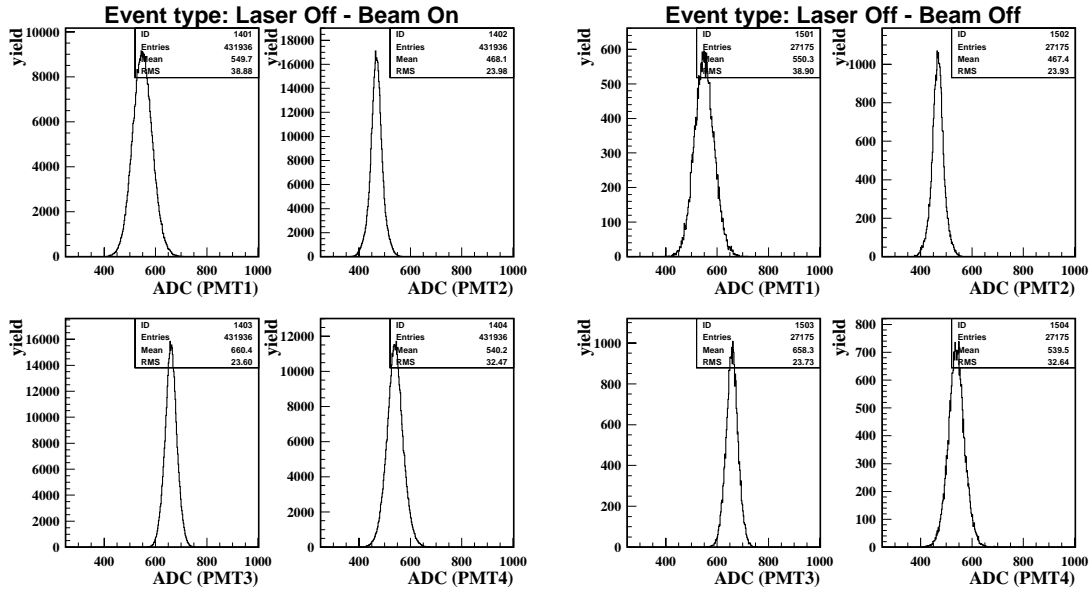 Event type: Laser Off - Beam On
yield
10000
8000
6000
4000
2000
0
400 600 800 1000
ADC (PMT1)
ID 1401
Entries 431936
Mean 549.7
RMS 38.88
yield
18000
16000
14000
12000
10000
8000
6000
4000
2000
0
400 600 800 1000
ADC (PMT2)
ID 1402
Entries 431936
Mean 468.1
RMS 23.98
yield
16000
14000
12000
10000
8000
6000
4000
2000
0
400 600 800 1000
ADC (PMT3)
ID 1403
Entries 431936
Mean 660.4
RMS 23.60
yield
12000
10000
8000
6000
4000
2000
0
400 600 800 1000
ADC (PMT4)
ID 1404
Entries 431936
Mean 540.2
RMS 32.47
Event type: Laser Off - Beam Off
yield
600
500
400
300
200
100
0
400 600 800 1000
ADC (PMT1)
ID 1501
Entries 27175
Mean 550.3
RMS 38.90
yield
1000
800
600
400
200
0
400 600 800 1000
ADC (PMT2)
ID 1502
Entries 27175
Mean 467.4
RMS 23.93
yield
1000
800
600
400
200
0
400 600 800 1000
ADC (PMT3)
ID 1503
Entries 27175
Mean 658.3
RMS 23.73
yield
800
700
600
500
400
300
200
100
0
400 600 800 1000
ADC (PMT4)
ID 1504
Entries 27175
Mean 539.5
RMS 32.64